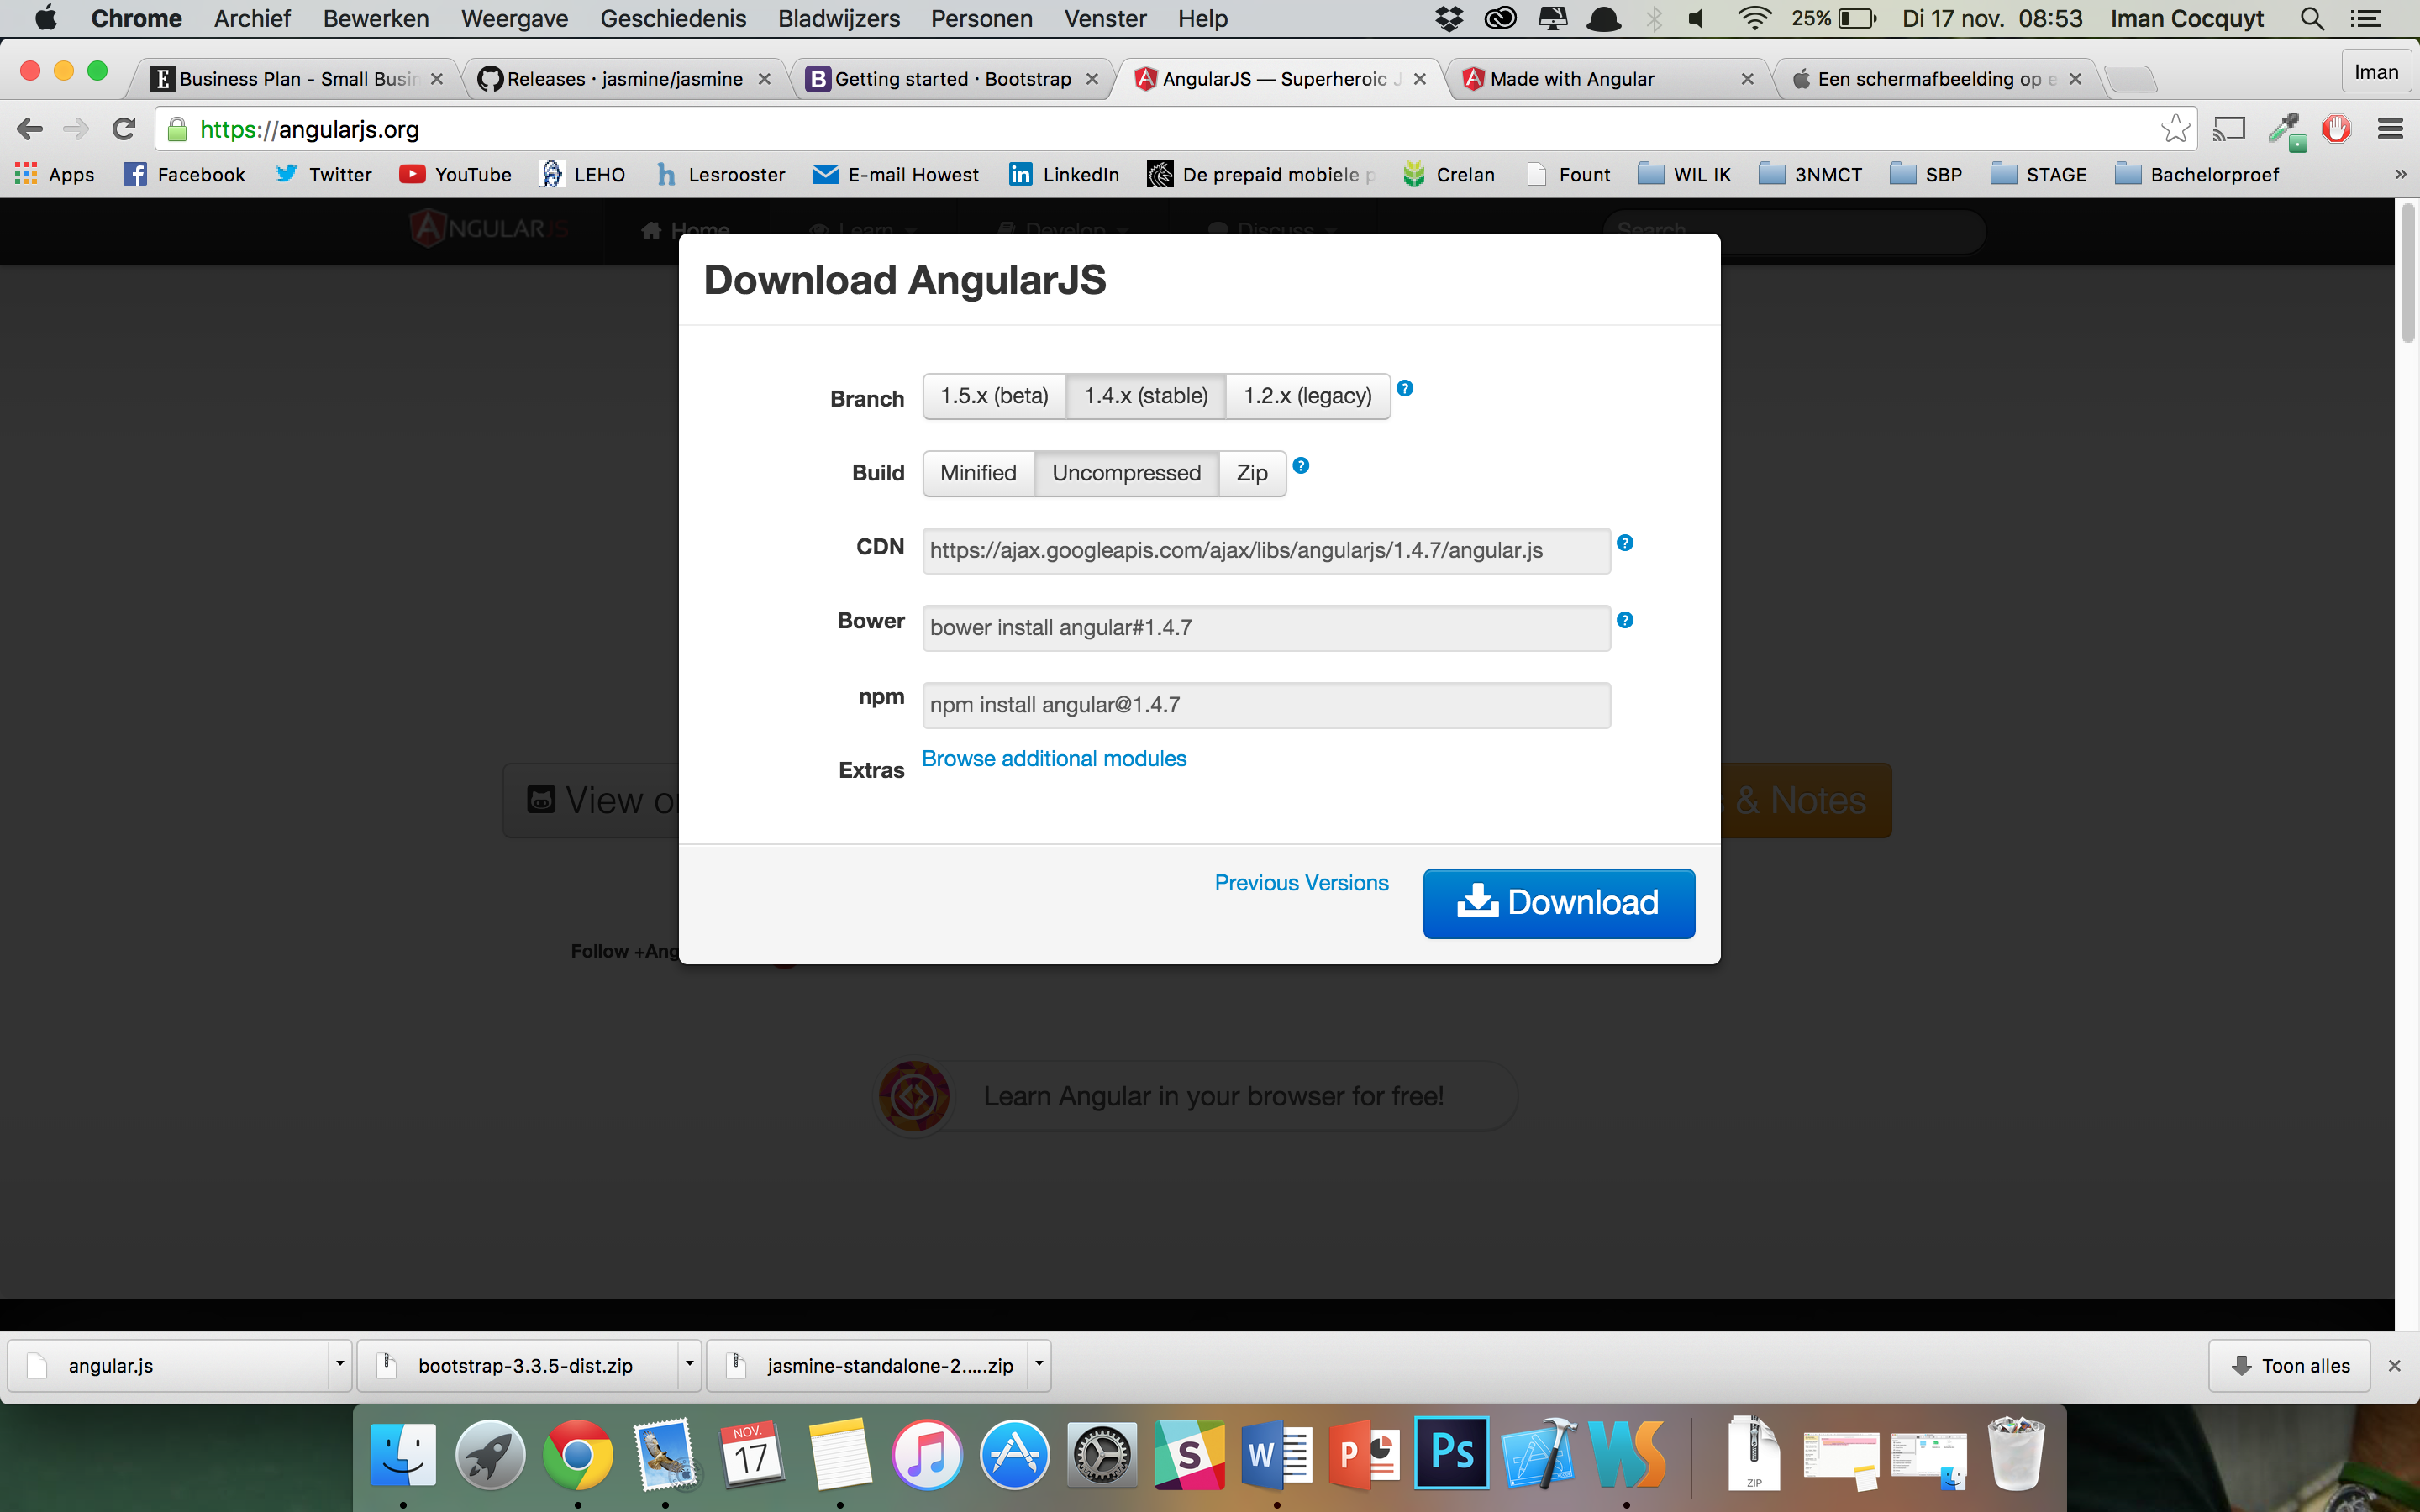 Chrome Archief Bewerken Weergave Geschiedenis Bladwijzers Personen Venster Help 25% Di 17 nov. 08:53 Iman Cocquyt
Business Plan - Small Busin Releases · jasmine/jasmine Getting started · Bootstrap AngularJS — Superheroic J Made with Angular Een schermafbeelding op e Iman
https://angularjs.org
Apps Facebook Twitter YouTube LEHO Lesrooster E-mail Howest LinkedIn De prepaid mobiele p Crelan Fount WIL IK 3NMCT SBP STAGE Bachelorproef »
ANGULARJS Home Learn Develop Discuss Search
Download AngularJS
Branch 1.5.x (beta) 1.4.x (stable) 1.2.x (legacy) ?
Build Minified Uncompressed Zip ?
CDN https://ajax.googleapis.com/ajax/libs/angularjs/1.4.7/angular.js ?
Bower bower install angular#1.4.7 ?
npm npm install angular@1.4.7
Extras Browse additional modules
View o & Notes
Previous Versions Download
Follow +Ang
Learn Angular in your browser for free!
angular.js bootstrap-3.3.5-dist.zip jasmine-standalone-2.....zip Toon alles
NOV.
17
S W P Ps WS
ZIP